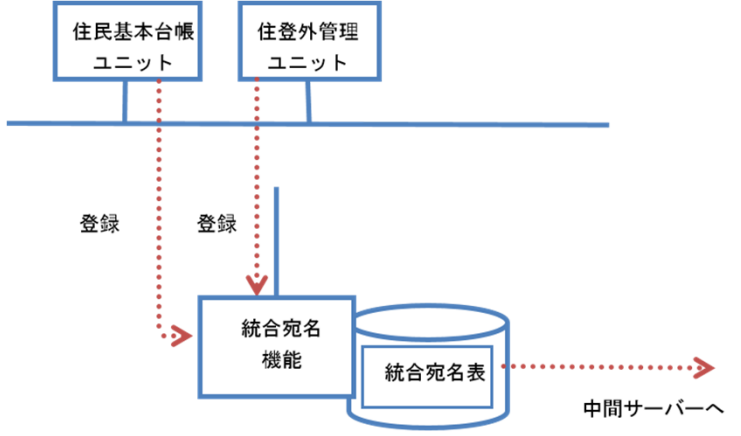 住民基本台帳
ユニット
住登外管理
ユニット
登録
登録
統合宛名
機能
統合宛名表
中間サーバーへ